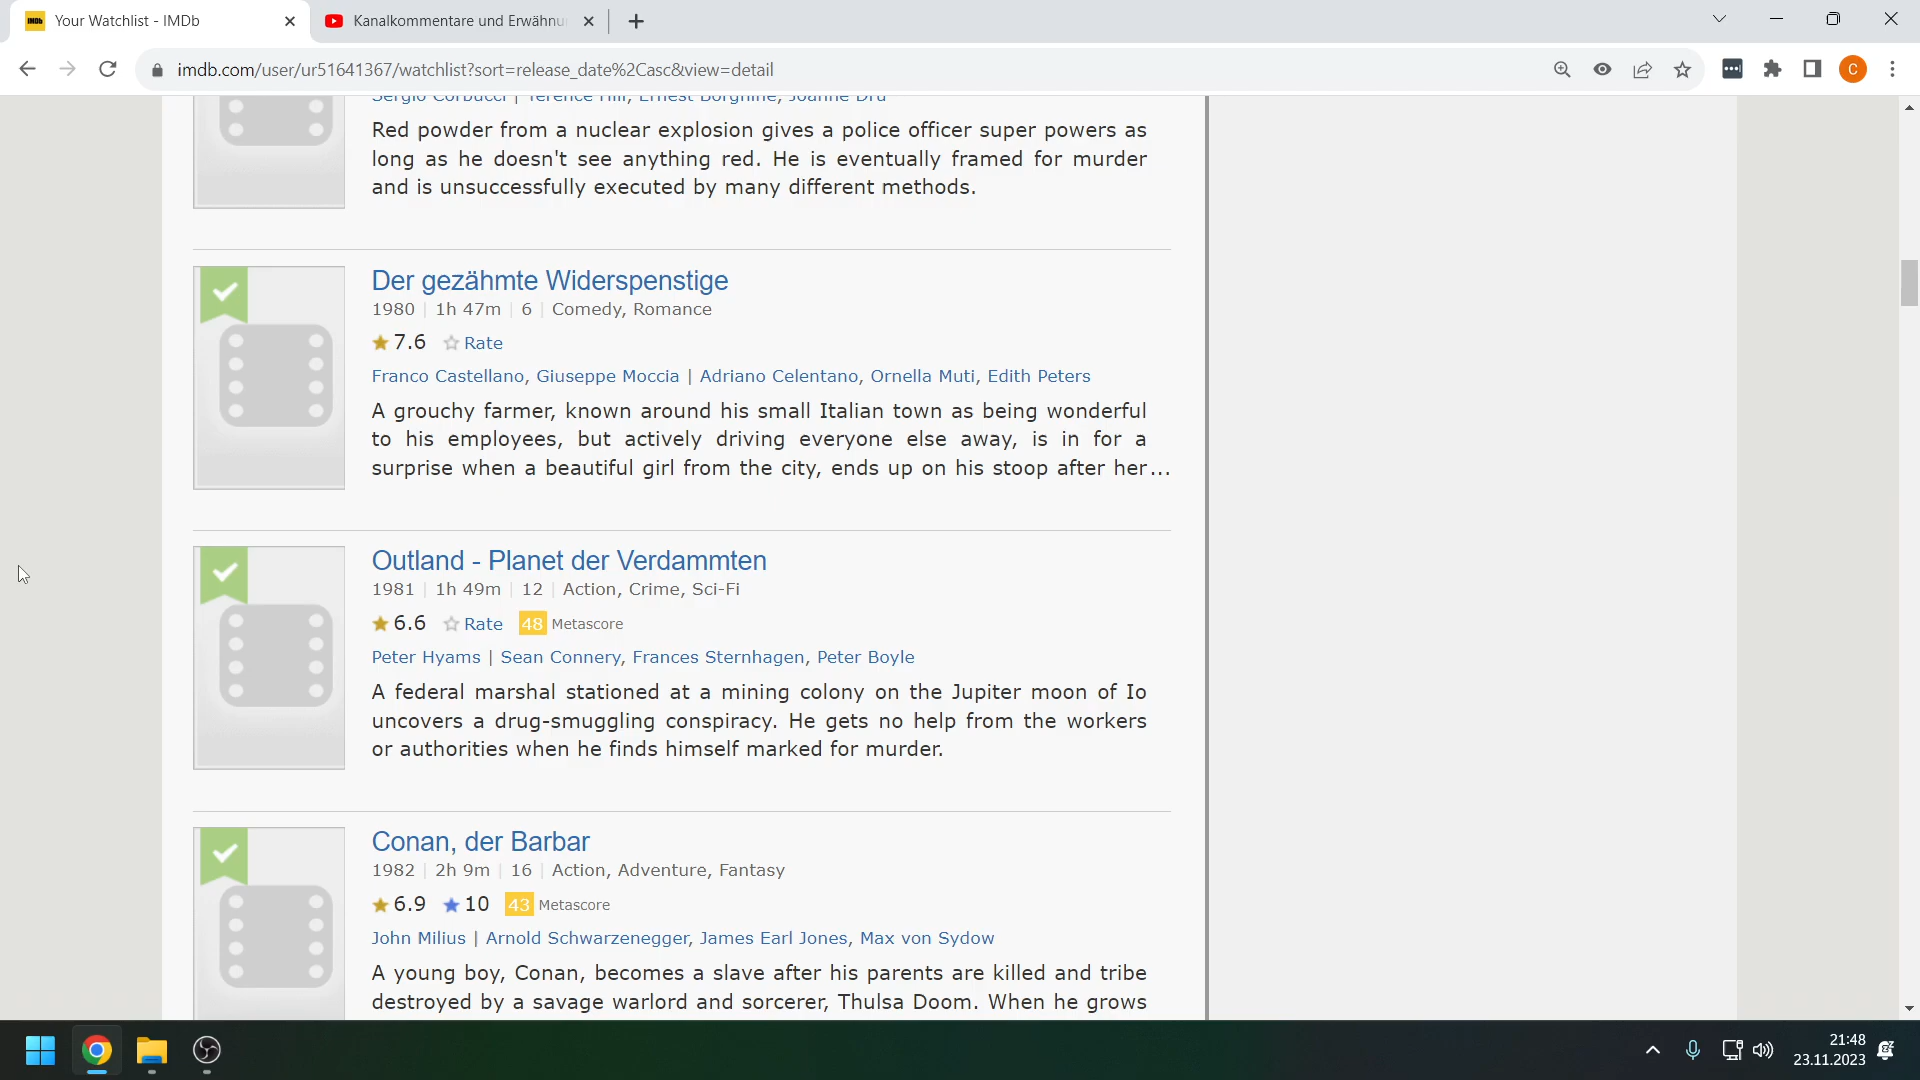 Your Watchlist - IMDb
Kanalkommentare und Erwähnu
imdb.com/user/ur51641367/watchlist?sort=release_date%2Casc&view=detail
C
Sergio Corbucci | Terence Hill, Ernest Borgnine, Joanne Dru
Red powder from a nuclear explosion gives a police officer super powers as
long as he doesn't see anything red. He is eventually framed for murder
and is unsuccessfully executed by many different methods.
Der gezähmte Widerspenstige
1980 | 1h 47m | 6 | Comedy, Romance
7.6 Rate
Franco Castellano, Giuseppe Moccia | Adriano Celentano, Ornella Muti, Edith Peters
A grouchy farmer, known around his small Italian town as being wonderful
to his employees, but actively driving everyone else away, is in for a
surprise when a beautiful girl from the city, ends up on his stoop after her...
Outland - Planet der Verdammten
1981 | 1h 49m | 12 | Action, Crime, Sci-Fi
6.6 Rate 48 Metascore
Peter Hyams | Sean Connery, Frances Sternhagen, Peter Boyle
A federal marshal stationed at a mining colony on the Jupiter moon of Io
uncovers a drug-smuggling conspiracy. He gets no help from the workers
or authorities when he finds himself marked for murder.
Conan, der Barbar
1982 | 2h 9m | 16 | Action, Adventure, Fantasy
6.9 10 43 Metascore
John Milius | Arnold Schwarzenegger, James Earl Jones, Max von Sydow
A young boy, Conan, becomes a slave after his parents are killed and tribe
destroyed by a savage warlord and sorcerer, Thulsa Doom. When he grows
21:48
23.11.2023